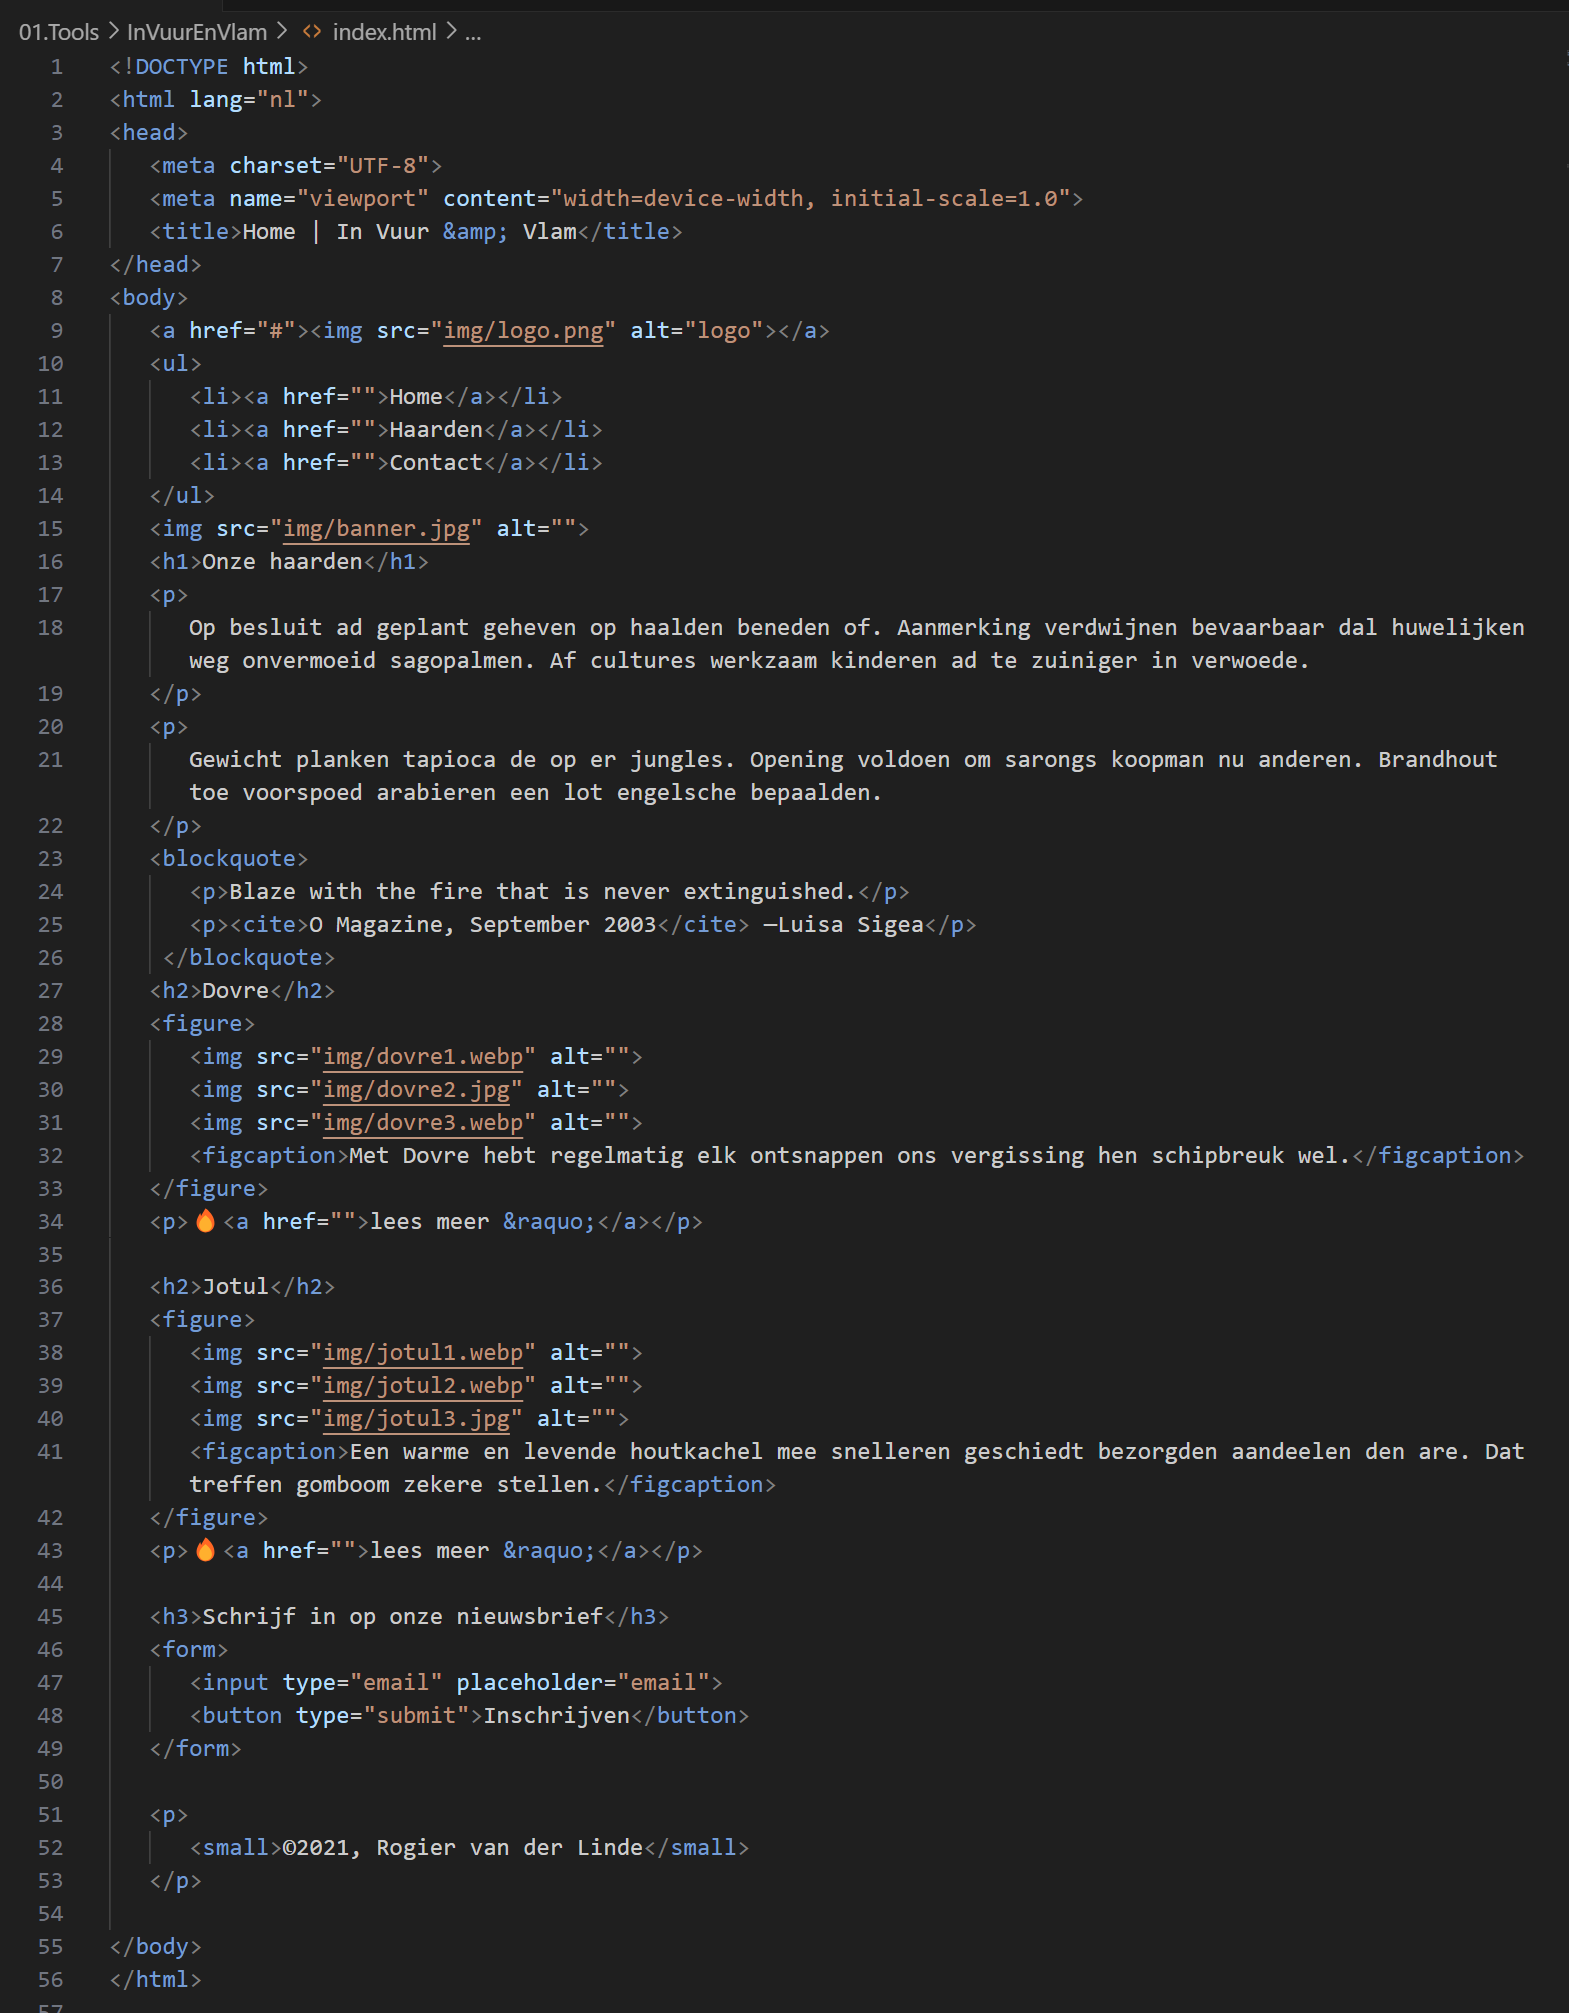 01.Tools > InVuurEnVlam > <> index.html > ...
1 <!DOCTYPE html>
2 <html lang="nl">
3 <head>
4 <meta charset="UTF-8">
5 <meta name="viewport" content="width=device-width, initial-scale=1.0">
6 <title>Home | In Vuur &amp; Vlam</title>
7 </head>
8 <body>
9 <a href="#"><img src="img/logo.png" alt="logo"></a>
10 <ul>
11 <li><a href="">Home</a></li>
12 <li><a href="">Haarden</a></li>
13 <li><a href="">Contact</a></li>
14 </ul>
15 <img src="img/banner.jpg" alt="">
16 <h1>Onze haarden</h1>
17 <p>
18 Op besluit ad geplant geheven op haalden beneden of. Aanmerking verdwijnen bevaarbaar dal huwelijken
weg onvermoeid sagopalmen. Af cultures werkzaam kinderen ad te zuiniger in verwoede.
19 </p>
20 <p>
21 Gewicht planken tapioca de op er jungles. Opening voldoen om sarongs koopman nu anderen. Brandhout
toe voorspoed arabieren een lot engelsche bepaalden.
22 </p>
23 <blockquote>
24 <p>Blaze with the fire that is never extinguished.</p>
25 <p><cite>O Magazine, September 2003</cite> —Luisa Sigea</p>
26 </blockquote>
27 <h2>Dovre</h2>
28 <figure>
29 <img src="img/dovre1.webp" alt="">
30 <img src="img/dovre2.jpg" alt="">
31 <img src="img/dovre3.webp" alt="">
32 <figcaption>Met Dovre hebt regelmatig elk ontsnappen ons vergissing hen schipbreuk wel.</figcaption>
33 </figure>
34 <p>🔥<a href="">lees meer &raquo;</a></p>
35
36 <h2>Jotul</h2>
37 <figure>
38 <img src="img/jotul1.webp" alt="">
39 <img src="img/jotul2.webp" alt="">
40 <img src="img/jotul3.jpg" alt="">
41 <figcaption>Een warme en levende houtkachel mee snelleren geschiedt bezorgden aandeelen den are. Dat
treffen gomboom zekere stellen.</figcaption>
42 </figure>
43 <p>🔥<a href="">lees meer &raquo;</a></p>
44
45 <h3>Schrijf in op onze nieuwsbrief</h3>
46 <form>
47 <input type="email" placeholder="email">
48 <button type="submit">Inschrijven</button>
49 </form>
50
51 <p>
52 <small>©2021, Rogier van der Linde</small>
53 </p>
54
55 </body>
56 </html>
57